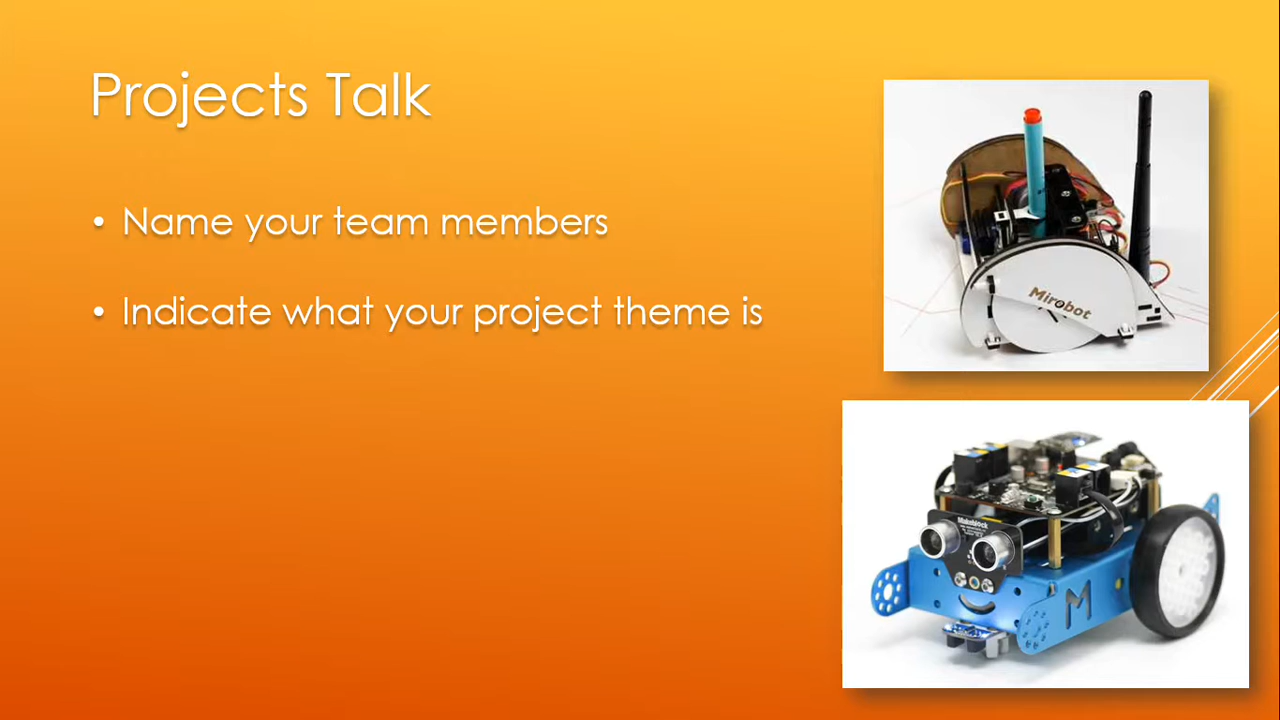 Projects Talk
• Name your team members
• Indicate what your project theme is
Mirobot
Makeblock
M